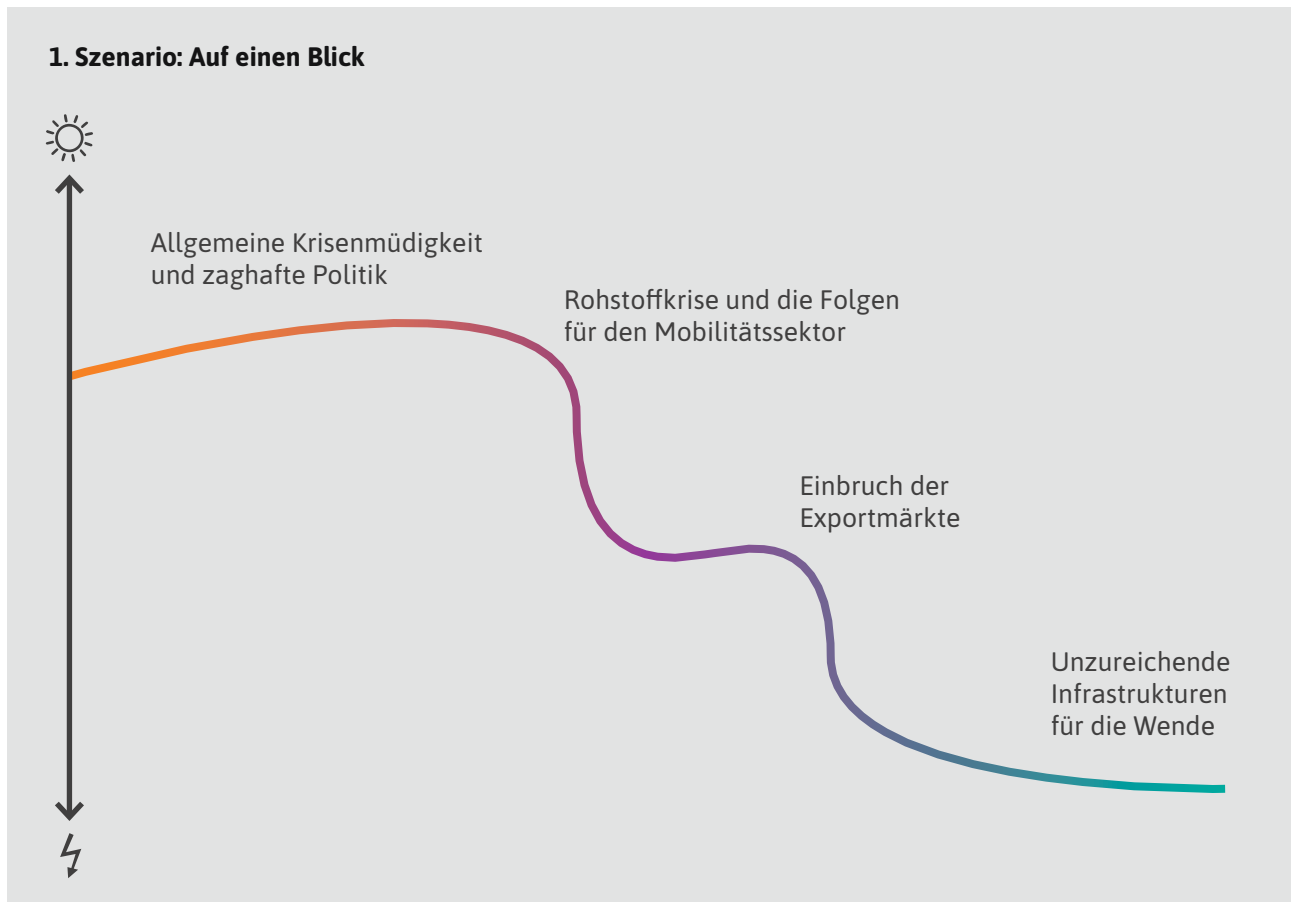 1. Szenario: Auf einen Blick
Allgemeine Krisenmüdigkeit
und zaghafte Politik
Rohstoffkrise und die Folgen
für den Mobilitätssektor
Einbruch der
Exportmärkte
Unzureichende
Infrastrukturen
für die Wende